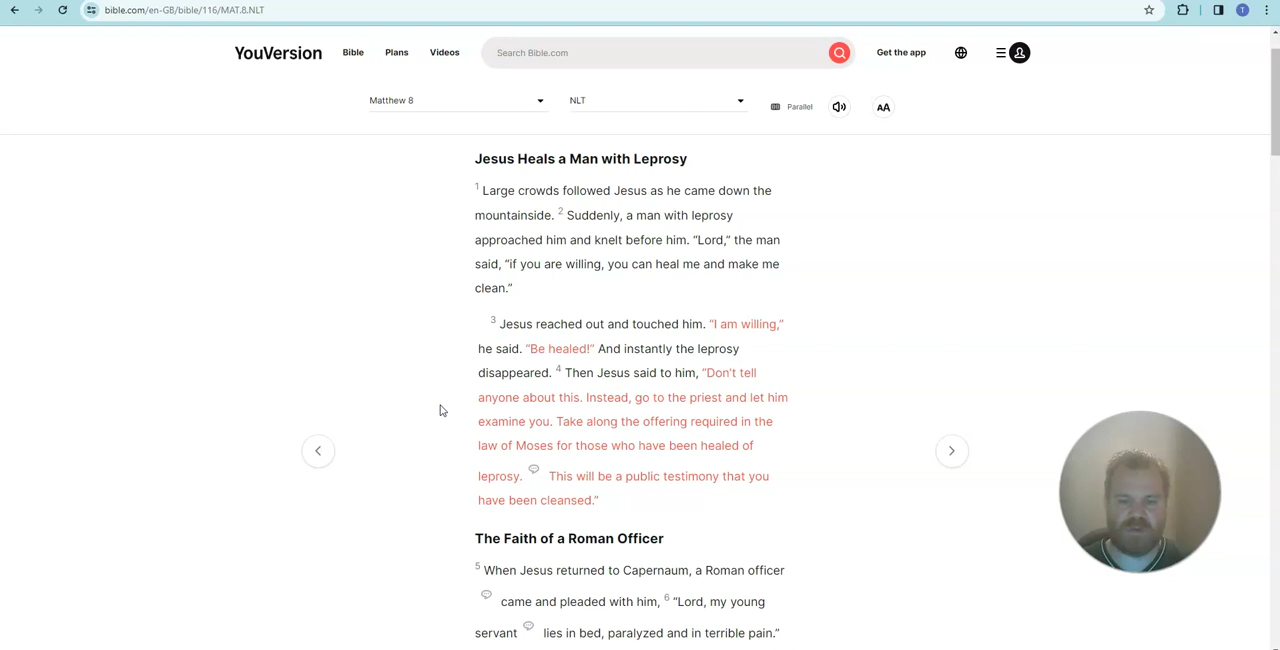 bible.com/en-GB/bible/116/MAT.8.NLT
T
YouVersion Bible Plans Videos Search Bible.com Get the app
Matthew 8 NLT Parallel AA
Jesus Heals a Man with Leprosy
1 Large crowds followed Jesus as he came down the
mountainside. 2 Suddenly, a man with leprosy
approached him and knelt before him. “Lord,” the man
said, “if you are willing, you can heal me and make me
clean.”
3 Jesus reached out and touched him. “I am willing,”
he said. “Be healed!” And instantly the leprosy
disappeared. 4 Then Jesus said to him, “Don’t tell
anyone about this. Instead, go to the priest and let him
examine you. Take along the offering required in the
law of Moses for those who have been healed of
leprosy. This will be a public testimony that you
have been cleansed.”
The Faith of a Roman Officer
5 When Jesus returned to Capernaum, a Roman officer
came and pleaded with him, 6 “Lord, my young
servant lies in bed, paralyzed and in terrible pain.”